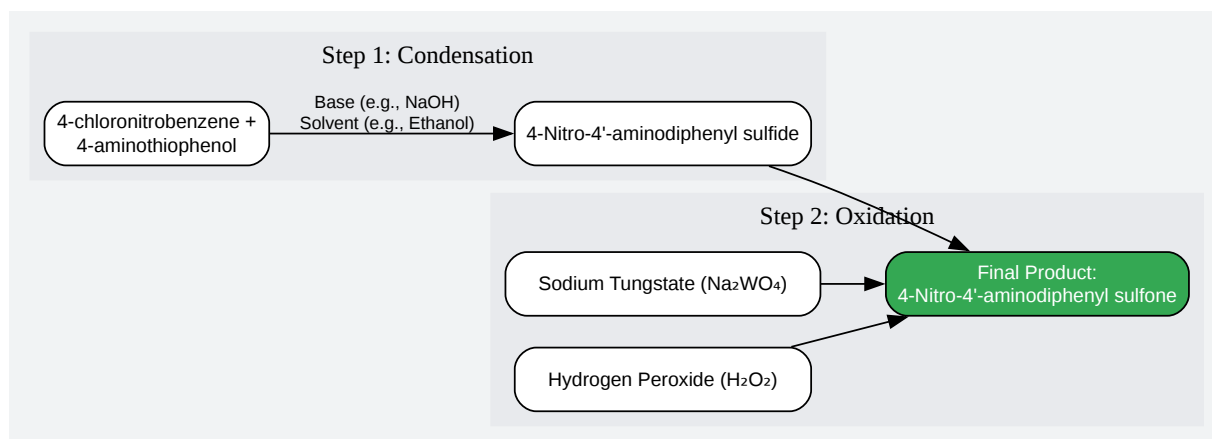 Step 1: Condensation
4-chloronitrobenzene +
4-aminothiophenol
Base (e.g., NaOH)
Solvent (e.g., Ethanol)
4-Nitro-4'-aminodiphenyl sulfide
Step 2: Oxidation
Sodium Tungstate (Na₂WO₄)
Final Product:
4-Nitro-4'-aminodiphenyl sulfone
Hydrogen Peroxide (H₂O₂)